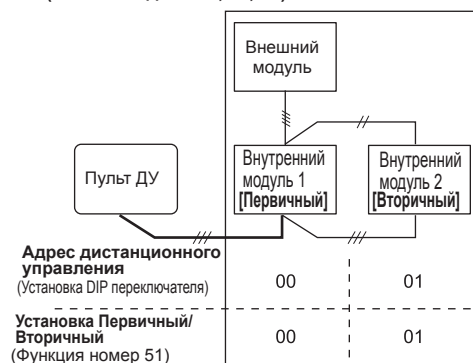 Внешний
модуль
Пульт ДУ
Внутренний
модуль 1
[Первичный]
Внутренний
модуль 2
[Вторичный]
Адрес дистанционного
управления
(Установка DIP переключателя)
00 01
Установка Первичный/
Вторичный
(Функция номер 51)
00 01